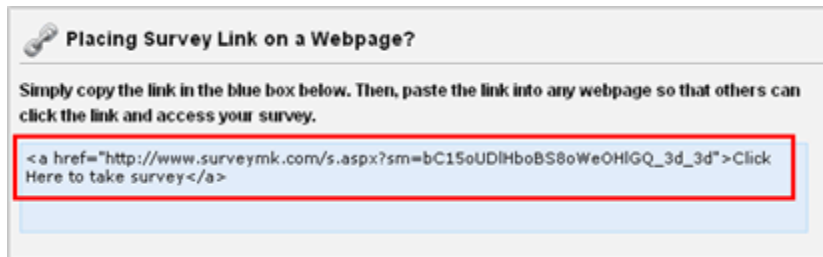 Placing Survey Link on a Webpage?
Simply copy the link in the blue box below. Then, paste the link into any webpage so that others can
click the link and access your survey.
<a href="http://www.surveymk.com/s.aspx?sm=bC15oUDlHboBS8oWeOHlGQ_3d_3d">Click
Here to take survey</a>